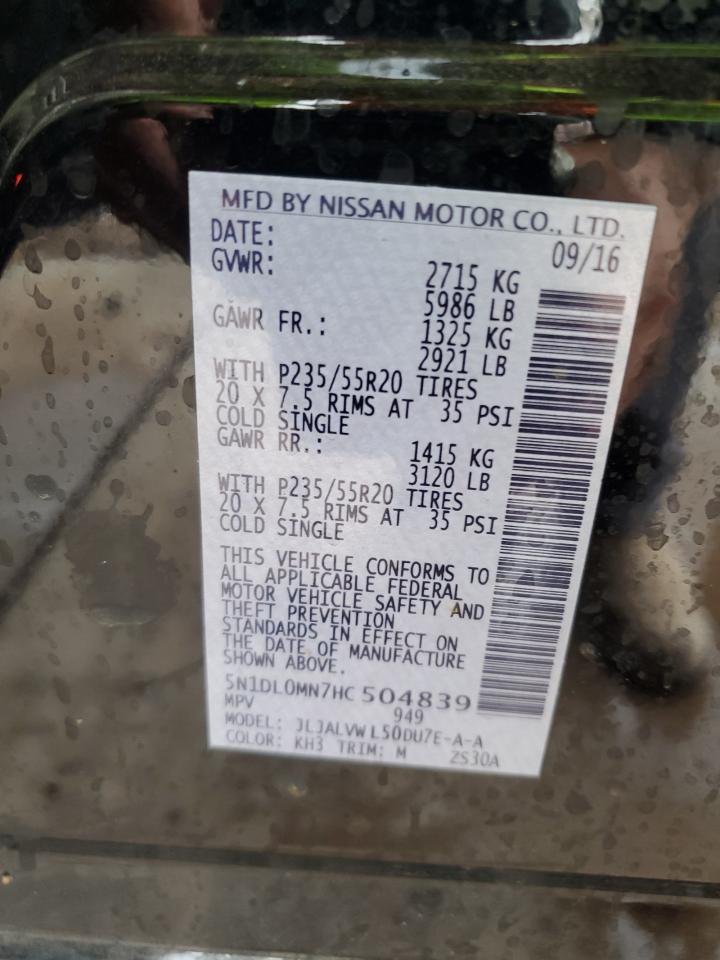 MFD BY NISSAN MOTOR CO., LTD.
DATE: 09/16
GVWR: 2715 KG
5986 LB
GAWR FR.: 1325 KG
2921 LB
WITH P235/55R20 TIRES
20 X 7.5 RIMS AT 35 PSI
COLD SINGLE
GAWR RR.: 1415 KG
3120 LB
WITH P235/55R20 TIRES
20 X 7.5 RIMS AT 35 PSI
COLD SINGLE
THIS VEHICLE CONFORMS TO
ALL APPLICABLE FEDERAL
MOTOR VEHICLE SAFETY AND
THEFT PREVENTION
STANDARDS IN EFFECT ON
THE DATE OF MANUFACTURE
SHOWN ABOVE.
5N1DL0MN7HC 504839
MPV 949
MODEL: JLJALVWL50DU7E-A-A
COLOR: KH3 TRIM: M ZS30A